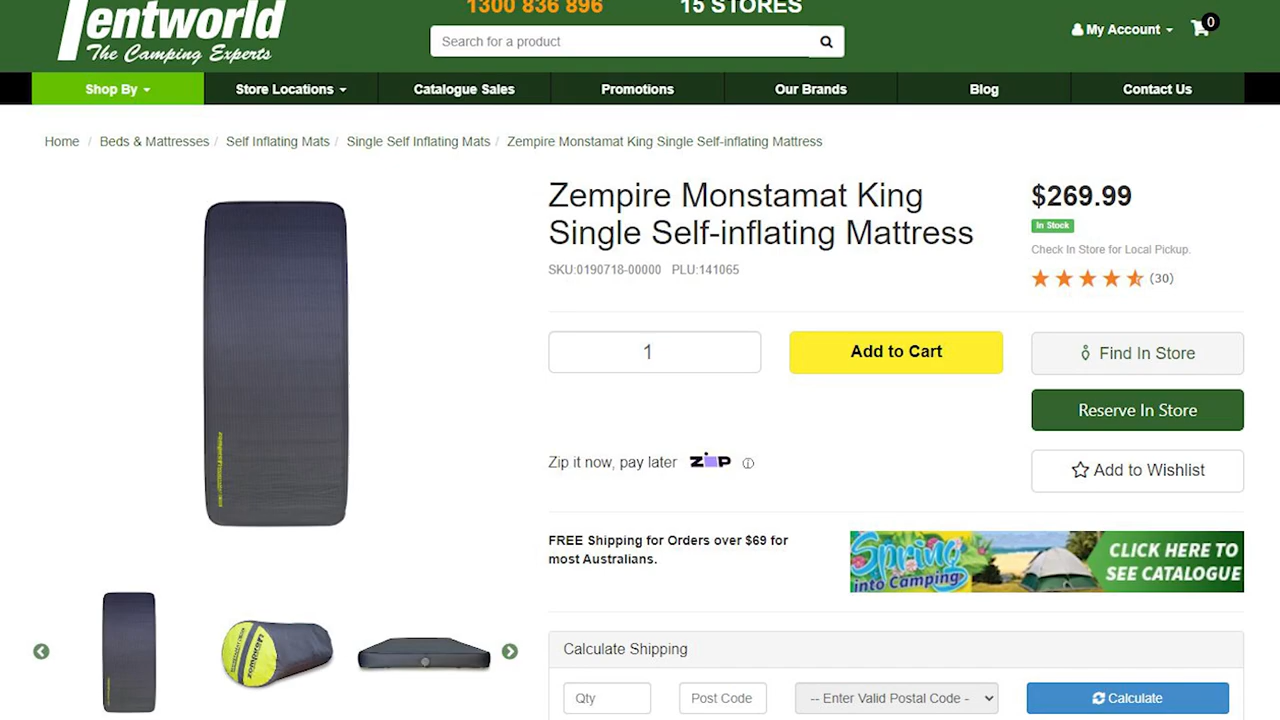 1300 836 896
15 STORES
Tentworld
The Camping Experts
Search for a product
My Account
0
Shop By
Store Locations
Catalogue Sales
Promotions
Our Brands
Blog
Contact Us
Home / Beds & Mattresses / Self Inflating Mats / Single Self Inflating Mats / Zempire Monstamat King Single Self-inflating Mattress
Zempire Monstamat King
Single Self-inflating Mattress
SKU:0190718-00000 PLU:141065
$269.99
In Stock
Check In Store for Local Pickup.
(30)
1
Add to Cart
Find In Store
Reserve In Store
Zip it now, pay later ZIP
Add to Wishlist
FREE Shipping for Orders over $69 for
most Australians.
Spring
into Camping
CLICK HERE TO
SEE CATALOGUE
zempire
Calculate Shipping
Qty
Post Code
-- Enter Valid Postal Code -
Calculate